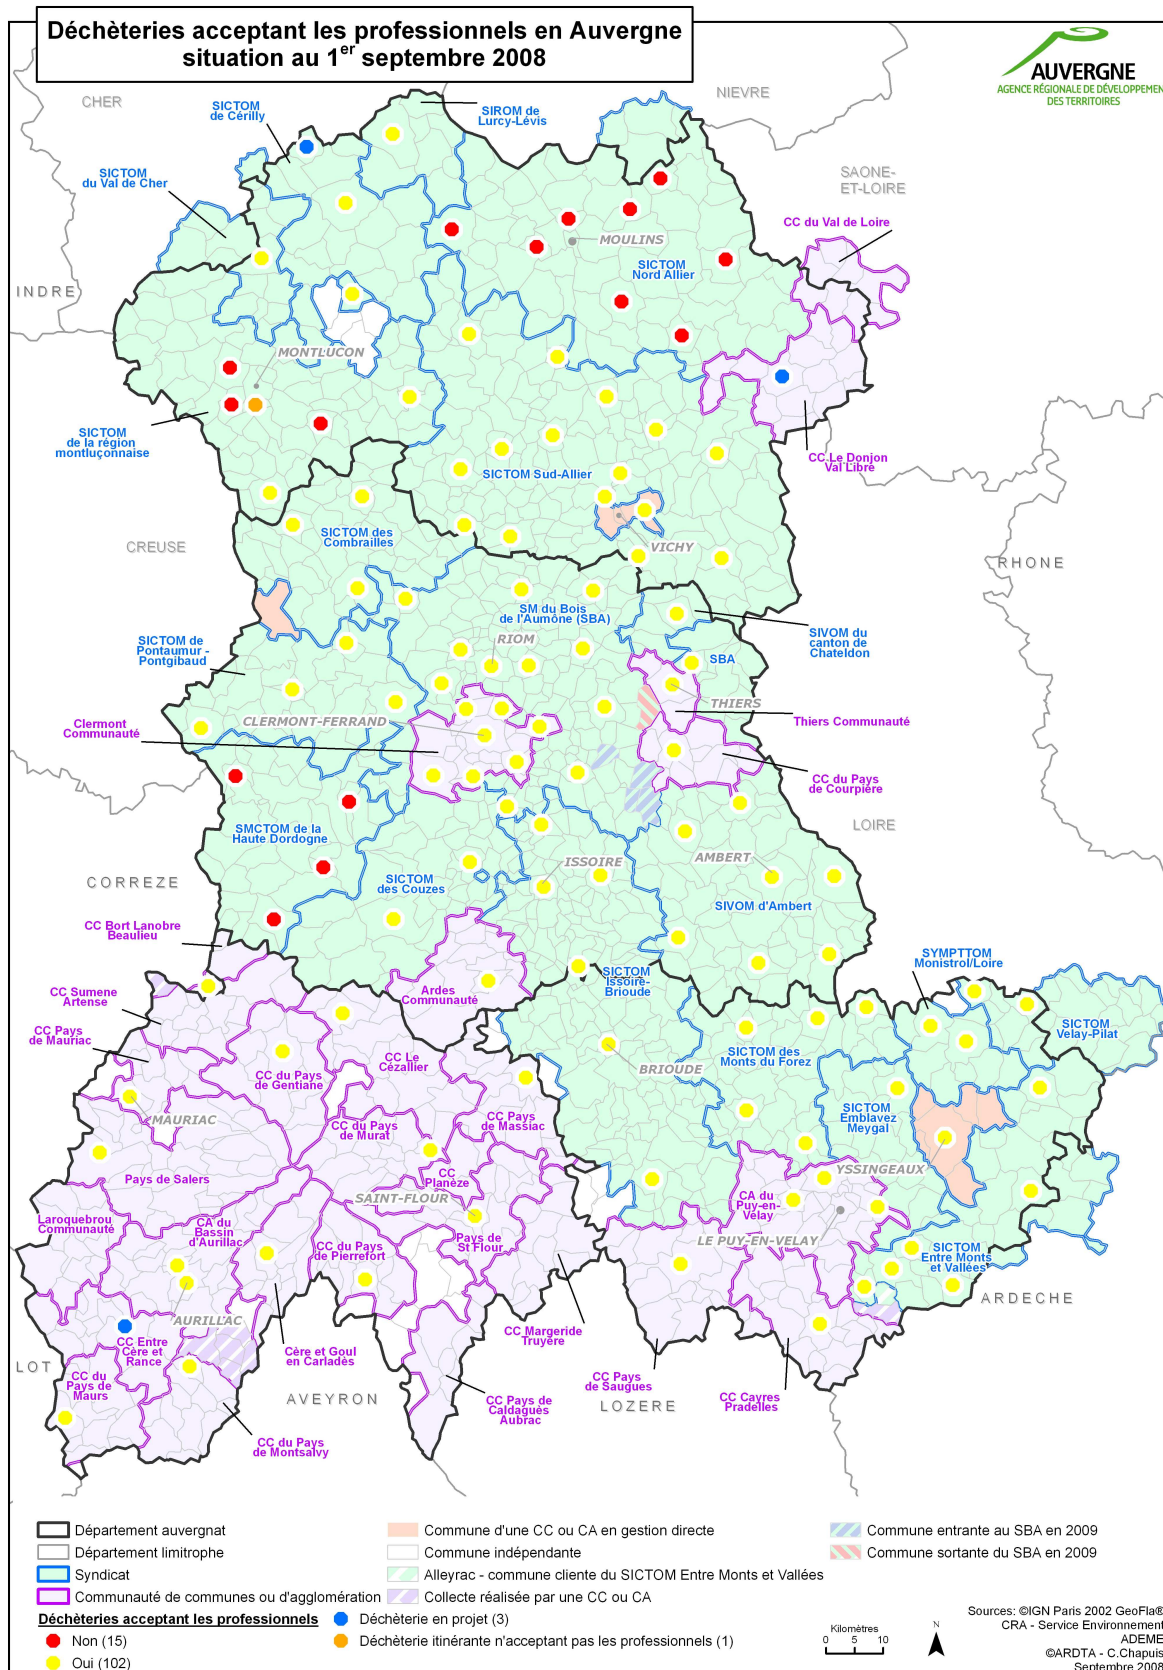 Déchèteries acceptant les professionnels en Auvergne
situation au 1er septembre 2008
AUVERGNE
AGENCE RÉGIONALE DE DÉVELOPPEMENT
DES TERRITOIRES
CHER
NIEVRE
SICTOM
de Cérilly
SIROM de
Lurcy-Lévis
SICTOM
du Val de Cher
SAONE-
ET-LOIRE
CC du Val de Loire
MOULINS
SICTOM
Nord Allier
INDRE
MONTLUCON
SICTOM
de la région
montluçonnaise
CC Le Donjon
Val Libre
SICTOM Sud-Allier
SICTOM des
Combrailles
CREUSE
VICHY
RHONE
SM du Bois
de l'Aumône (SBA)
RIOM
SIVOM du
canton de
Chateldon
SICTOM de
Pontaumur -
Pontgibaud
SBA
THIERS
Clermont
Communauté
CLERMONT-FERRAND
Thiers Communauté
CC du Pays
de Courpière
SMCTOM de la
Haute Dordogne
LOIRE
ISSOIRE
AMBERT
CORREZE
SICTOM
des Couzes
SIVOM d'Ambert
CC Bort Lanobre
Beaulieu
SYMPTTOM
Monistrol/Loire
CC Sumene
Artense
Ardes
Communauté
SICTOM
Issoire-
Brioude
SICTOM
Velay-Pilat
CC Pays
de Mauriac
CC du Pays
de Gentiane
CC Le
Cézallier
BRIOUDE
SICTOM des
Monts du Forez
MAURIAC
CC du Pays
de Murat
CC Pays
de Massiac
SICTOM
Emblavez
Meygal
YSSINGEAUX
Pays de Salers
CC
Planèze
SAINT-FLOUR
CA du
Puy-en-
Velay
Laroquebrou
Communauté
CA du
Bassin
d'Aurillac
CC du Pays
de Pierrefort
Pays de
St Flour
LE PUY-EN-VELAY
SICTOM
Entre Monts
et Vallées
ARDECHE
AURILLAC
CC Entre
Cère et
Rance
Cère et Goul
en Carladès
CC Margeride
Truyère
LOT
CC du
Pays de
Maurs
AVEYRON
CC Pays de
Caldaguès
Aubrac
CC Pays
de Saugues
LOZERE
CC Cayres
Pradelles
CC du Pays
de Montsalvy
Département auvergnat
Département limitrophe
Syndicat
Communauté de communes ou d'agglomération
Commune d'une CC ou CA en gestion directe
Commune indépendante
Alleyrac - commune cliente du SICTOM Entre Monts et Vallées
Collecte réalisée par une CC ou CA
Commune entrante au SBA en 2009
Commune sortante du SBA en 2009
Déchèteries acceptant les professionnels
Non (15)
Oui (102)
Déchèterie en projet (3)
Déchèterie itinérante n'acceptant pas les professionnels (1)
Kilomètres
0 5 10
N
Sources: ©IGN Paris 2002 GeoFla®
CRA - Service Environnement
ADEME
©ARDTA - C.Chapuis
Septembre 2008